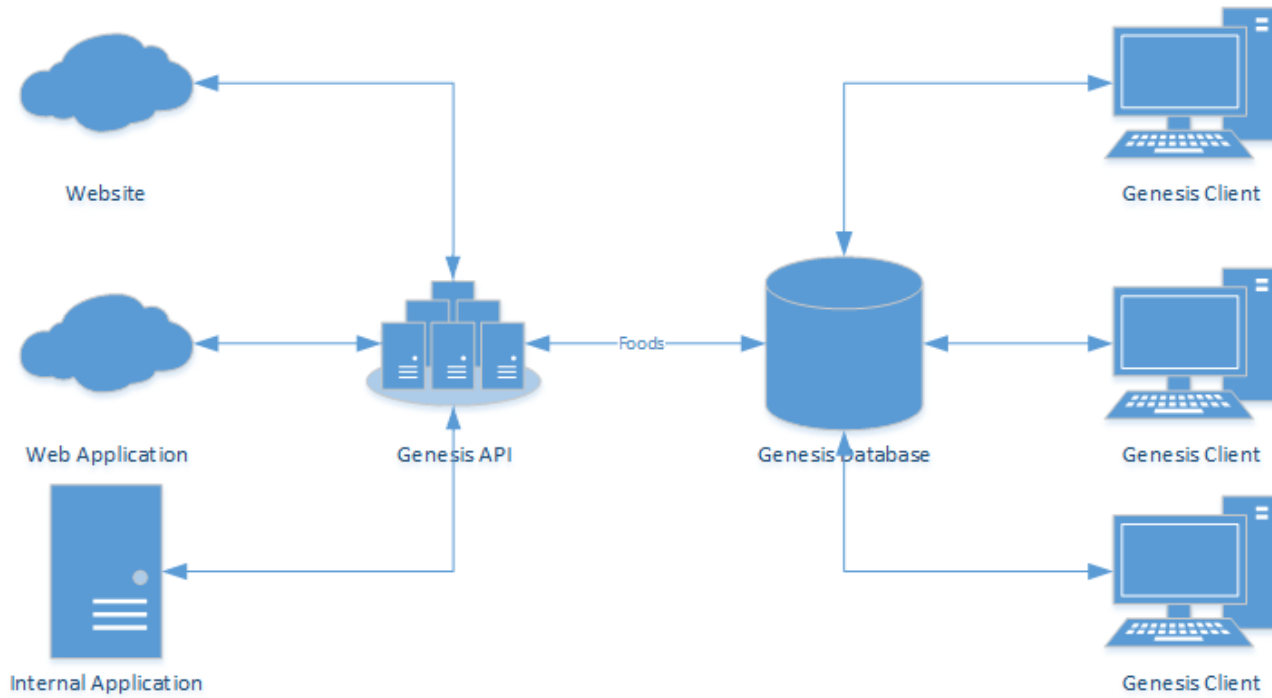 Website
Genesis Client
Foods
Web Application
Genesis API
Genesis Database
Genesis Client
Internal Application
Genesis Client